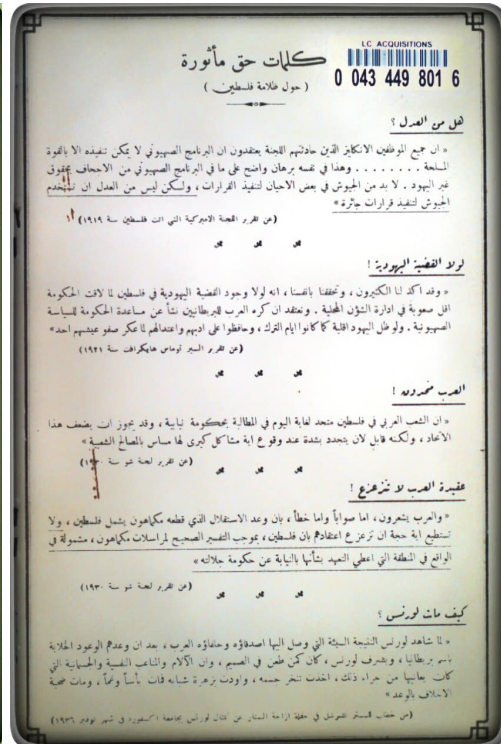 LC ACQUISITIONS
0 043 449 801 6
كلمات حق مأثورة
( حول ظلامة فلسطين )
هل من العدل ؟
« ان جميع الموظفين الانكليز الذين حادثتهم اللجنة يعتقدون ان البرنامج الصهيوني لا يمكن تنفيذه الا بالقوة
المسلحة . . . . . . . . وهذا في نفسه برهان واضح على ما في البرنامج الصهيوني من الاجحاف بحقوق
غير اليهود . لا بد من الجيوش في بعض الاحيان لتنفيذ القرارات ، ولكن ليس من العدل ان تستخدم
الجيوش لتنفيذ قرارات جائرة »
(عن تقرير اللجنة الاميركية التي اتت فلسطين سنة ١٩١٩)
لولا القضية اليهودية !
« وقد اكد لنا الكثيرون ، وتحققنا بانفسنا ، انه لولا وجود القضية اليهودية في فلسطين لما لاقت الحكومة
اقل صعوبة في ادارة الشؤن المحلية . ونعتقد ان كره العرب للبريطانيين نشأ عن مساعدة الحكومة للسياسة
الصهيونية . ولو ظل اليهود اقلية كما كانوا ايام الترك ، وحافظوا على ادبهم واعتدالهم لما عكر صفو عيشهم احد»
(عن تقرير السير توماس هايكرافت سنة ١٩٢١)
العرب متحدون !
« ان الشعب العربي في فلسطين متحد لغاية اليوم في المطالبة بحكومة نيابية ، وقد يجوز ان يضعف هذا
الاتحاد ، ولكنه قابل لان يتجدد بشدة عند وقوع اية مشاكل كبرى لها مساس بالمصالح الشعبية »
(عن تقرير لجنة شو سنة ١٩٣٠)
عقيدة العرب لا تتزعزع !
«والعرب يشعرون ، اما صواباً واما خطأ ، بان وعد الاستقلال الذي قطعه مكماهون يشمل فلسطين ، ولا
تستطيع اية حجة ان تزعزع اعتقادهم بان فلسطين ، بموجب التفسير الصحيح لمراسلات مكماهون ، مشمولة في
الواقع في المنطقة التي اعطي التعهد بشأنها بالنيابة عن حكومة جلالته »
(عن تقرير لجنة شو سنة ١٩٣٠)
كيف مات لورنس ؟
« لما شاهد لورنس النتيجة السيئة التي وصل اليها اصدقاؤه وحلفاؤه العرب ، بعد ان وعدهم الوعود الخلابة
باسم بريطانيا ، وبشرف لورنس ، كان كمن طعن في الصميم ، وان الآلام والمتاعب النفسية والجسمانية التي
كان يعانيها من جراء ذلك ، اخذت تنخر جسمه ، واودت بزهرة شبابه فمات يأساً وغماً ، ومات ضحية
الاخلاف بالوعد »
(من خطاب المستر تشرتشل في حفلة ازاحة الستار عن تمثال لورنس بجامعة اكسفورد في شهر نوفمبر ١٩٣٦)